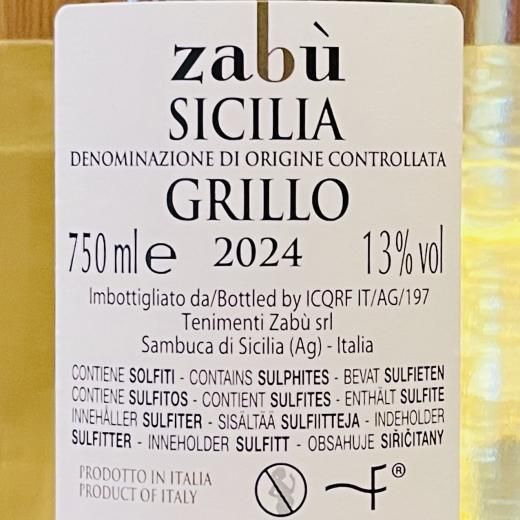 zabù
SICILIA
DENOMINAZIONE DI ORIGINE CONTROLLATA
GRILLO
750 ml e 2024 13% vol
Imbottigliato da/Bottled by ICQRF IT/AG/197
Tenimenti Zabù srl
Sambuca di Sicilia (Ag) - Italia
CONTIENE SOLFITI - CONTAINS SULPHITES - BEVAT SULFIETEN
CONTIENE SULFITOS - CONTIENT SULFITES - ENTHÄLT SULFITE
INNEHÅLLER SULFITER - SISÄLTÄÄ SULFIITTEJA - INDEHOLDER
SULFITTER - INNEHOLDER SULFITT - OBSAHUJE SIŘIČITANY
PRODOTTO IN ITALIA
PRODUCT OF ITALY
F®